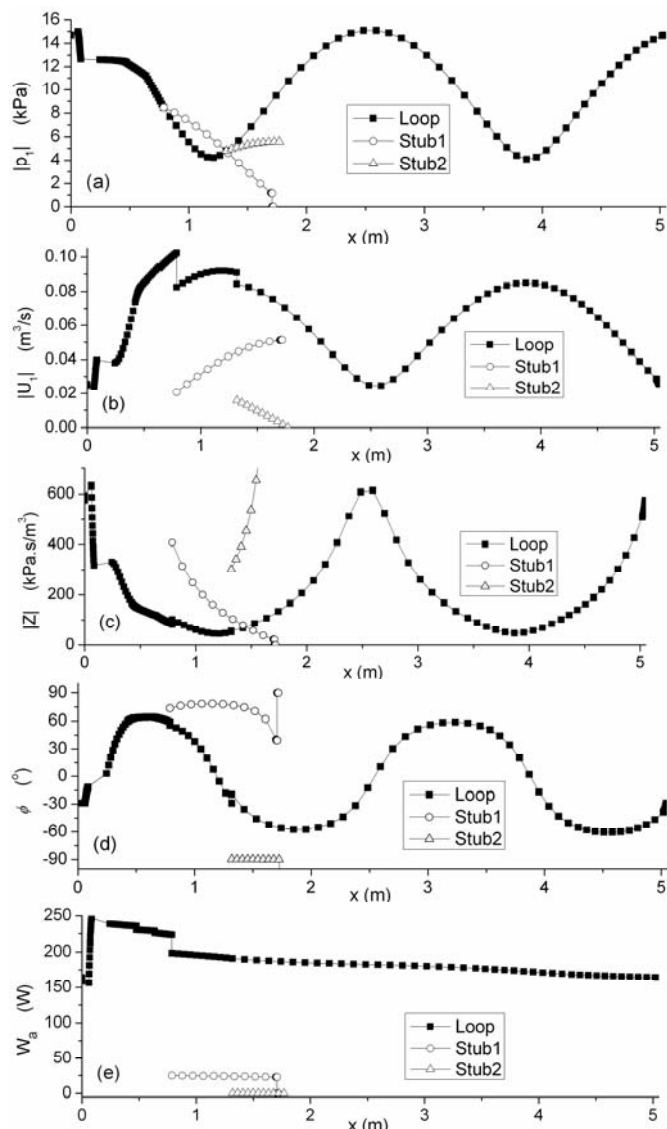 16
14
12
10
8
6
4
2
0
|p₁| (kPa)
Loop
Stub1
Stub2
(a)
0 1 2 3 4 5
x (m)
0.10
0.08
0.06
0.04
0.02
0.00
|U₁| (m³/s)
Loop
Stub1
Stub2
(b)
0 1 2 3 4 5
x (m)
600
400
200
0
|Z| (kPa.s/m³)
Loop
Stub1
Stub2
(c)
0 1 2 3 4 5
x (m)
90
60
30
0
-30
-60
-90
ϕ (°)
Loop
Stub1
Stub2
(d)
0 1 2 3 4 5
x (m)
250
200
150
100
50
0
Wₐ (W)
Loop
Stub1
Stub2
(e)
0 1 2 3 4 5
x (m)